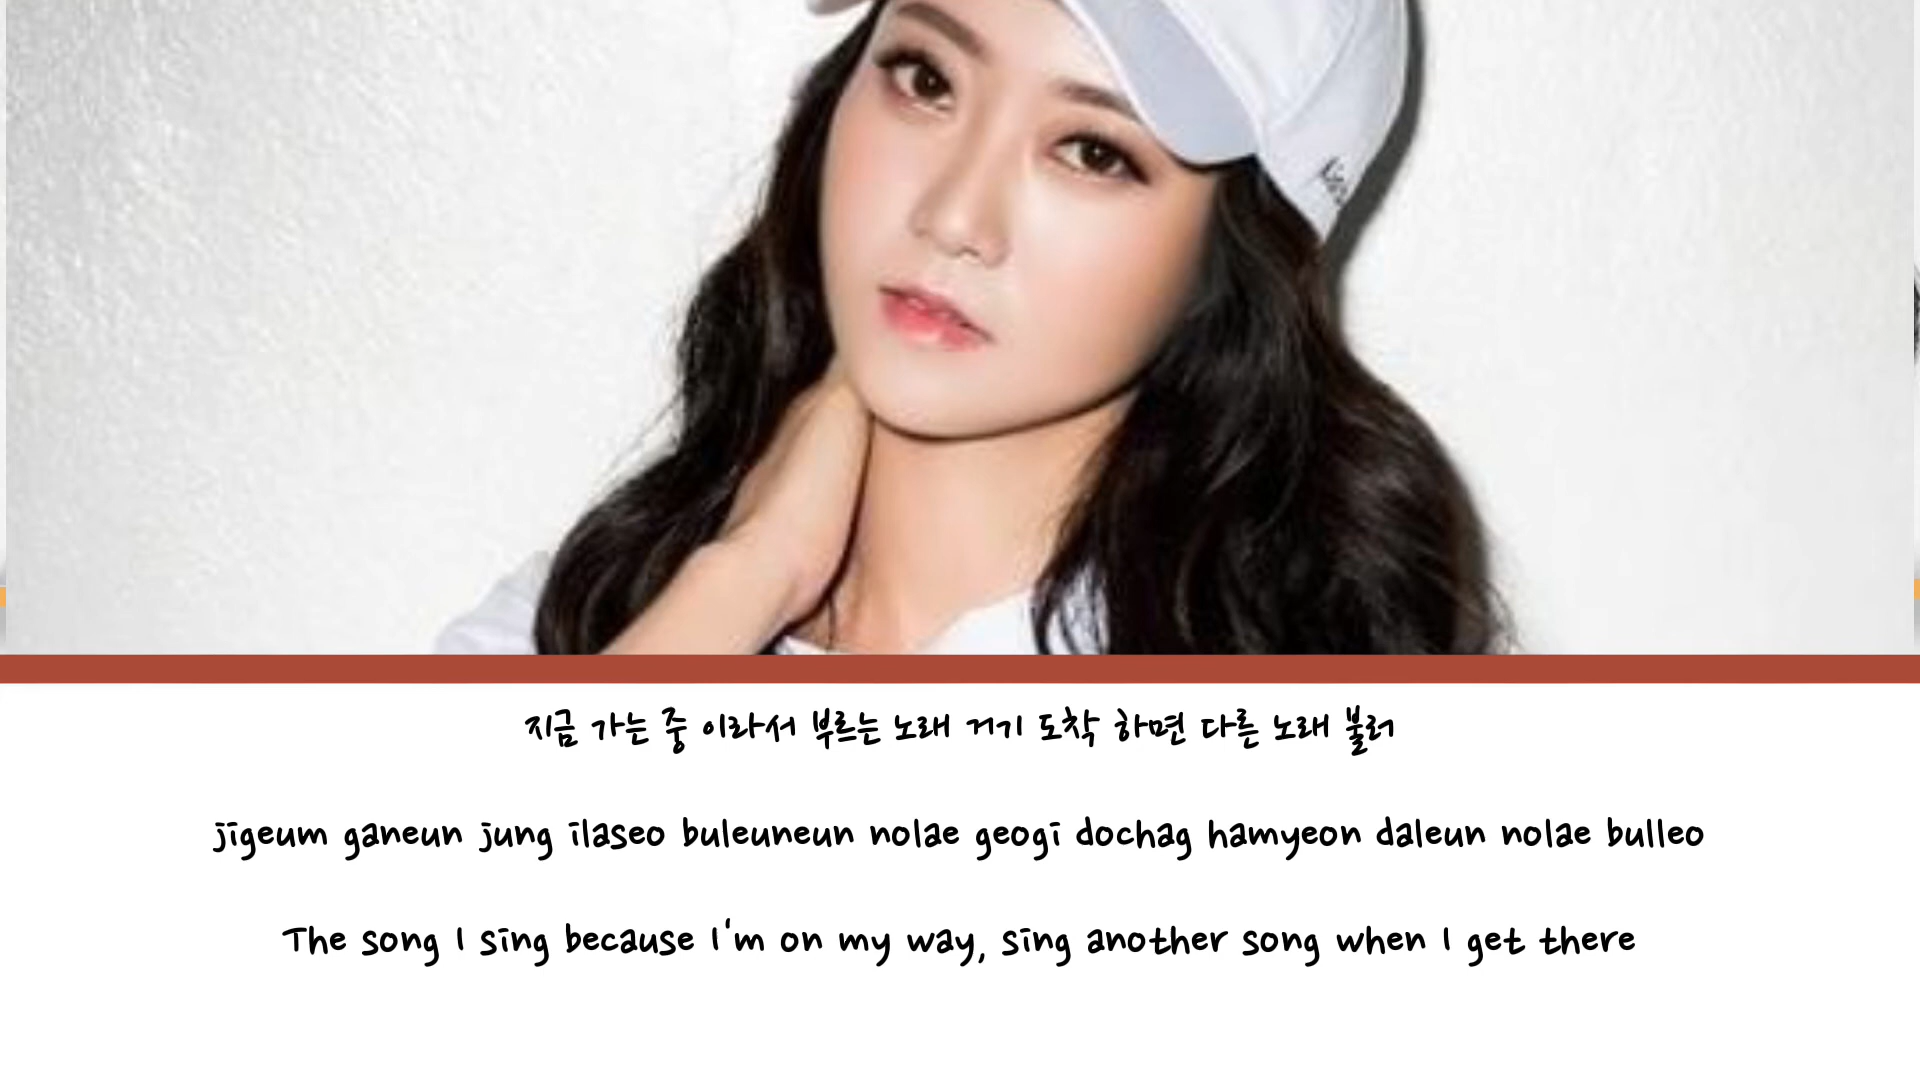 지금 가는 중 이라서 부르는 노래 거기 도착 하면 다른 노래 불러
jigeum ganeun jung ilaseo buleuneun nolae geogi dochag hamyeon daleun nolae bulleo
The song I sing because I'm on my way, sing another song when I get there